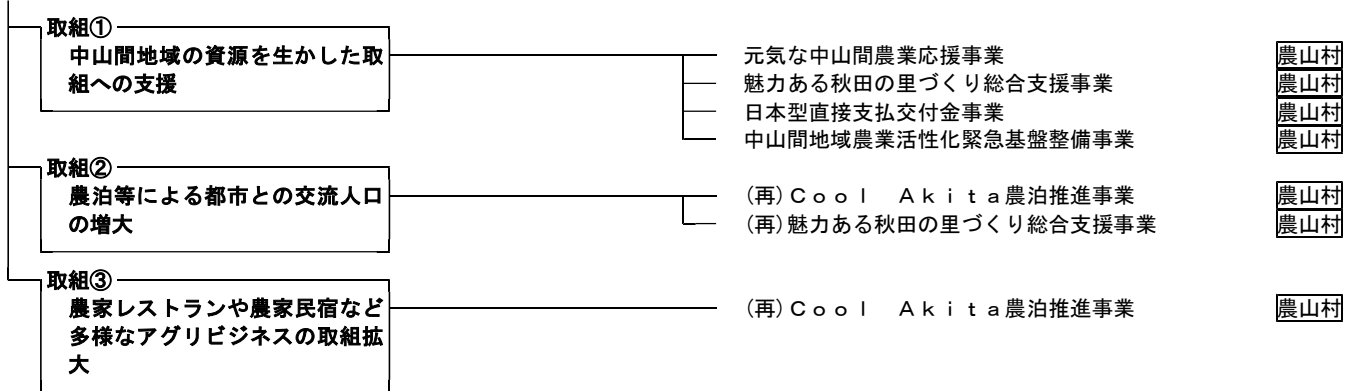 取組①
中山間地域の資源を生かした取
組への支援
元気な中山間農業応援事業 農山村
魅力ある秋田の里づくり総合支援事業 農山村
日本型直接支払交付金事業 農山村
中山間地域農業活性化緊急基盤整備事業 農山村
取組②
農泊等による都市との交流人口
の増大
(再)Ｃｏｏｌ　Ａｋｉｔａ農泊推進事業 農山村
(再)魅力ある秋田の里づくり総合支援事業 農山村
取組③
農家レストランや農家民宿など
多様なアグリビジネスの取組拡
大
(再)Ｃｏｏｌ　Ａｋｉｔａ農泊推進事業 農山村